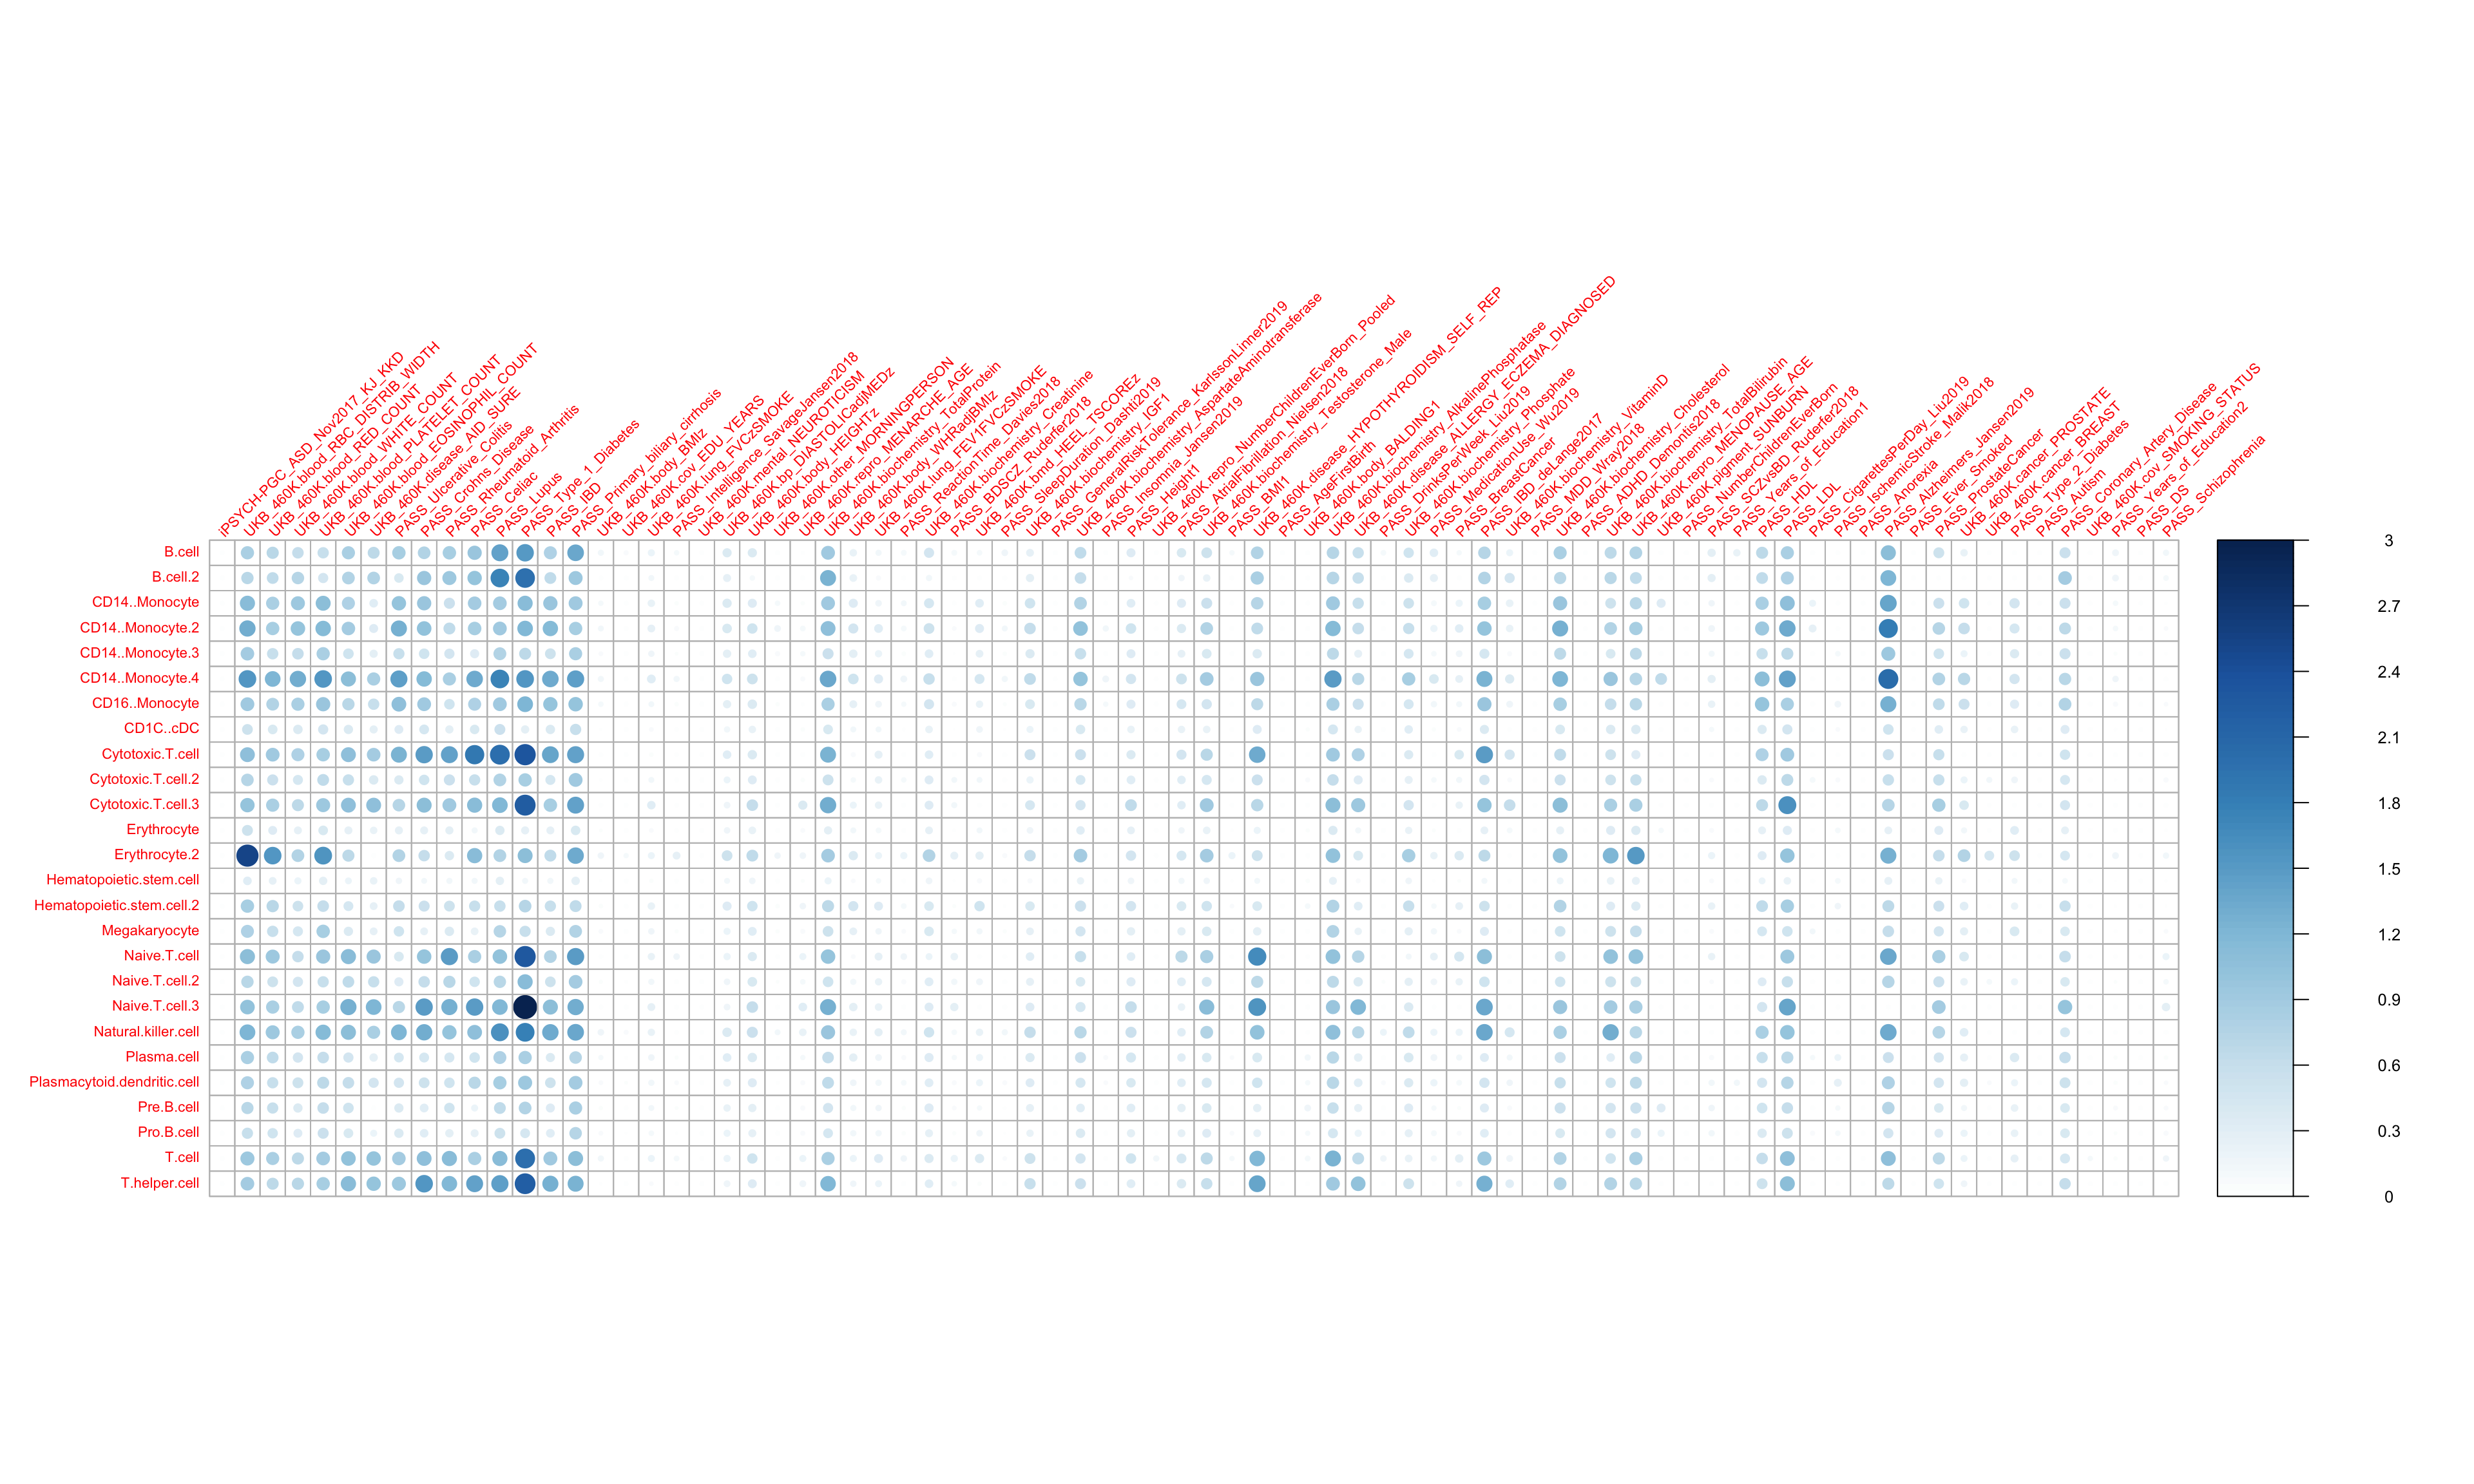 iPSYCH-PGC_ASD_Nov2017_KJ_KKD
UKB_460K.blood_RBC_DISTRIB_WIDTH
UKB_460K.blood_RED_COUNT
UKB_460K.blood_WHITE_COUNT
UKB_460K.blood_PLATELET_COUNT
UKB_460K.blood_EOSINOPHIL_COUNT
UKB_460K.disease_AID_SURE
PASS_Ulcerative_Colitis
PASS_Crohns_Disease
PASS_Rheumatoid_Arthritis
PASS_Celiac
PASS_Lupus
PASS_Type_1_Diabetes
PASS_IBD
PASS_Primary_biliary_cirrhosis
UKB_460K.body_BMIz
UKB_460K.cov_EDU_YEARS
UKB_460K.lung_FVCzSMOKE
PASS_Intelligence_SavageJansen2018
UKB_460K.mental_NEUROTICISM
UKB_460K.bp_DIASTOLICadjMEDz
UKB_460K.body_HEIGHTz
UKB_460K.other_MORNINGPERSON
UKB_460K.repro_MENARCHE_AGE
UKB_460K.biochemistry_TotalProtein
UKB_460K.body_WHRadjBMIz
UKB_460K.lung_FEV1FVCzSMOKE
PASS_ReactionTime_Davies2018
UKB_460K.biochemistry_Creatinine
PASS_BDSCZ_Ruderfer2018
UKB_460K.bmd_HEEL_TSCOREz
PASS_SleepDuration_Dashti2019
UKB_460K.biochemistry_IGF1
PASS_GeneralRiskTolerance_KarlssonLinner2019
UKB_460K.biochemistry_AspartateAminotransferase
PASS_Insomnia_Jansen2019
PASS_Height1
UKB_460K.repro_NumberChildrenEverBorn_Pooled
PASS_AtrialFibrillation_Nielsen2018
UKB_460K.biochemistry_Testosterone_Male
PASS_BMI1
UKB_460K.disease_HYPOTHYROIDISM_SELF_REP
PASS_AgeFirstBirth
UKB_460K.body_BALDING1
UKB_460K.biochemistry_AlkalinePhosphatase
UKB_460K.disease_ALLERGY_ECZEMA_DIAGNOSED
PASS_DrinksPerWeek_Liu2019
UKB_460K.biochemistry_Phosphate
PASS_MedicationUse_Wu2019
PASS_BreastCancer
PASS_IBD_deLange2017
UKB_460K.biochemistry_VitaminD
PASS_MDD_Wray2018
UKB_460K.biochemistry_Cholesterol
PASS_ADHD_Demontis2018
UKB_460K.biochemistry_TotalBilirubin
UKB_460K.repro_MENOPAUSE_AGE
UKB_460K.pigment_SUNBURN
PASS_NumberChildrenEverBorn
PASS_SCZvsBD_Ruderfer2018
PASS_Years_of_Education1
PASS_HDL
PASS_LDL
PASS_CigarettesPerDay_Liu2019
PASS_IschemicStroke_Malik2018
PASS_Anorexia
PASS_Alzheimers_Jansen2019
PASS_Ever_Smoked
PASS_ProstateCancer
UKB_460K.cancer_PROSTATE
UKB_460K.cancer_BREAST
PASS_Type_2_Diabetes
PASS_Autism
PASS_Coronary_Artery_Disease
UKB_460K.cov_SMOKING_STATUS
PASS_Years_of_Education2
PASS_DS
PASS_Schizophrenia
B.cell
B.cell.2
CD14..Monocyte
CD14..Monocyte.2
CD14..Monocyte.3
CD14..Monocyte.4
CD16..Monocyte
CD1C..cDC
Cytotoxic.T.cell
Cytotoxic.T.cell.2
Cytotoxic.T.cell.3
Erythrocyte
Erythrocyte.2
Hematopoietic.stem.cell
Hematopoietic.stem.cell.2
Megakaryocyte
Naive.T.cell
Naive.T.cell.2
Naive.T.cell.3
Natural.killer.cell
Plasma.cell
Plasmacytoid.dendritic.cell
Pre.B.cell
Pro.B.cell
T.cell
T.helper.cell
3
2.7
2.4
2.1
1.8
1.5
1.2
0.9
0.6
0.3
0